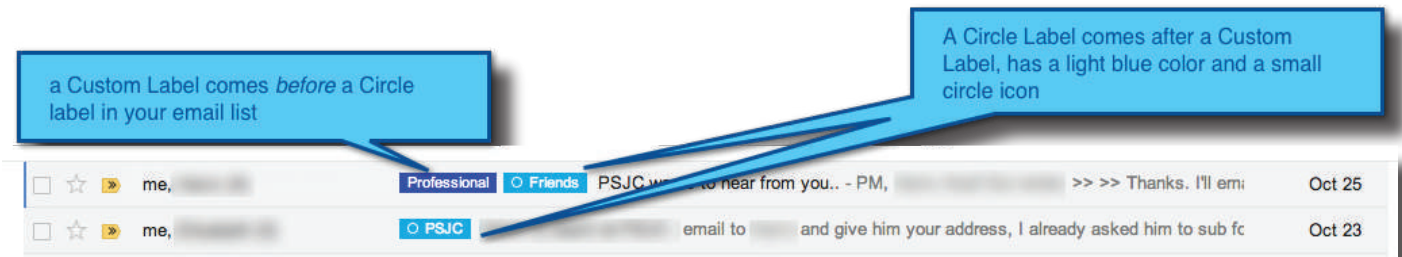 A Circle Label comes after a Custom
Label, has a light blue color and a small
circle icon
a Custom Label comes before a Circle
label in your email list
me, Professional Friends PSJC to hear from you.. - PM, >> >> Thanks. I'll Oct 25
me, PSJC email to and give him your address, I already asked him to sub Oct 23